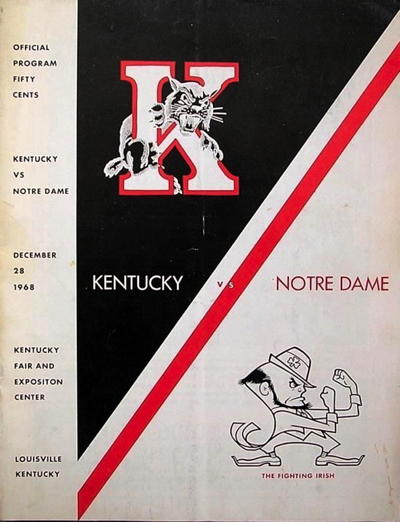 OFFICIAL
PROGRAM
FIFTY
CENTS
KENTUCKY
VS
NOTRE DAME
DECEMBER
28
1968
KENTUCKY
FAIR AND
EXPOSITON
CENTER
LOUISVILLE
KENTUCKY
K
KENTUCKY VS NOTRE DAME
THE FIGHTING IRISH